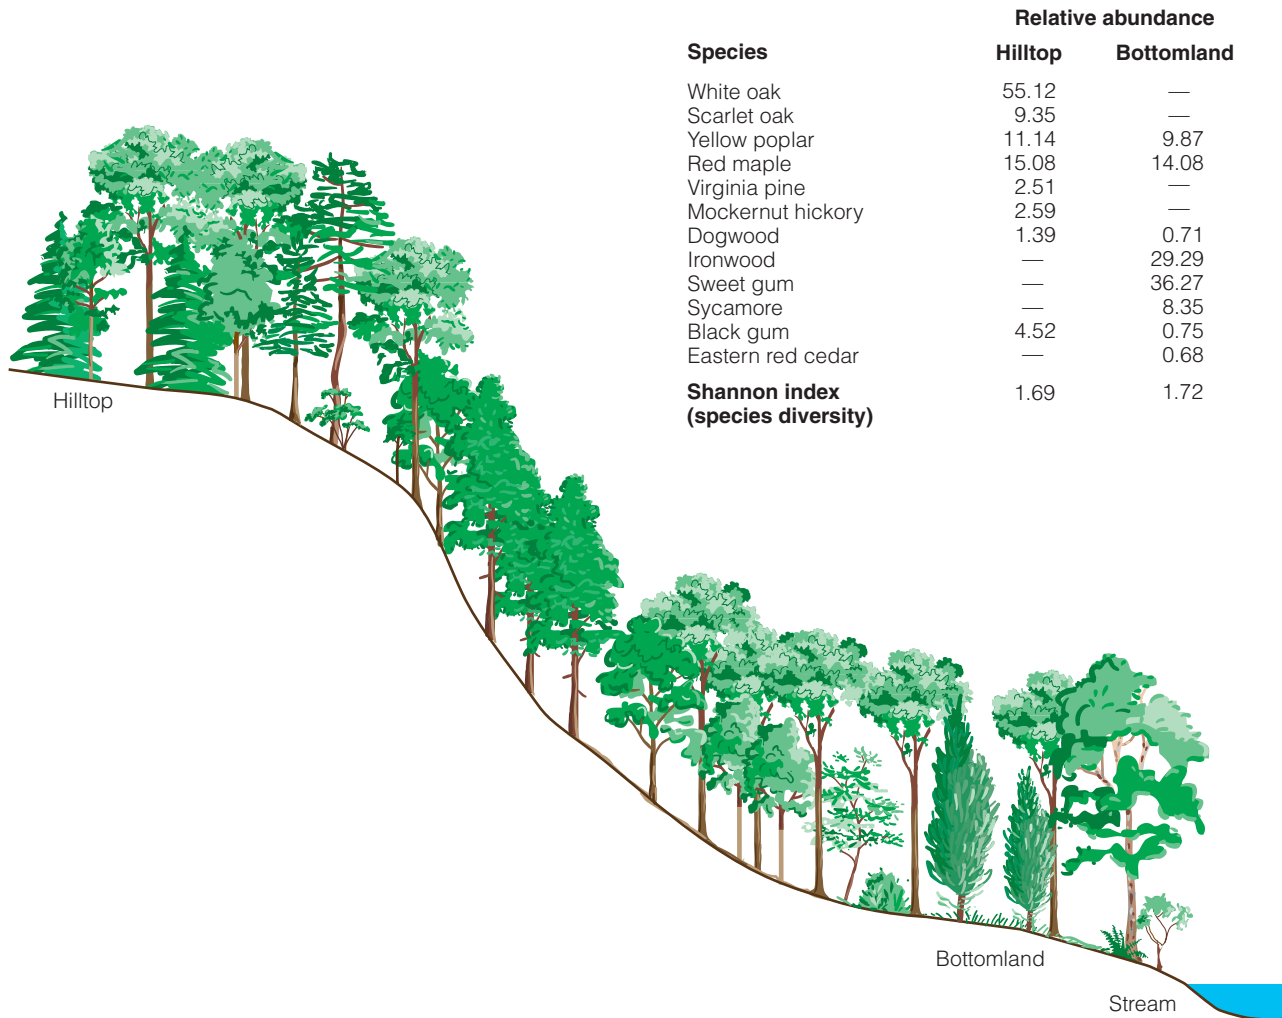 Relative abundance
Species Hilltop Bottomland
White oak 55.12 —
Scarlet oak 9.35 —
Yellow poplar 11.14 9.87
Red maple 15.08 14.08
Virginia pine 2.51 —
Mockernut hickory 2.59 —
Dogwood 1.39 0.71
Ironwood — 29.29
Sweet gum — 36.27
Sycamore — 8.35
Black gum 4.52 0.75
Eastern red cedar — 0.68
Shannon index 1.69 1.72
(species diversity)
Hilltop
Bottomland
Stream